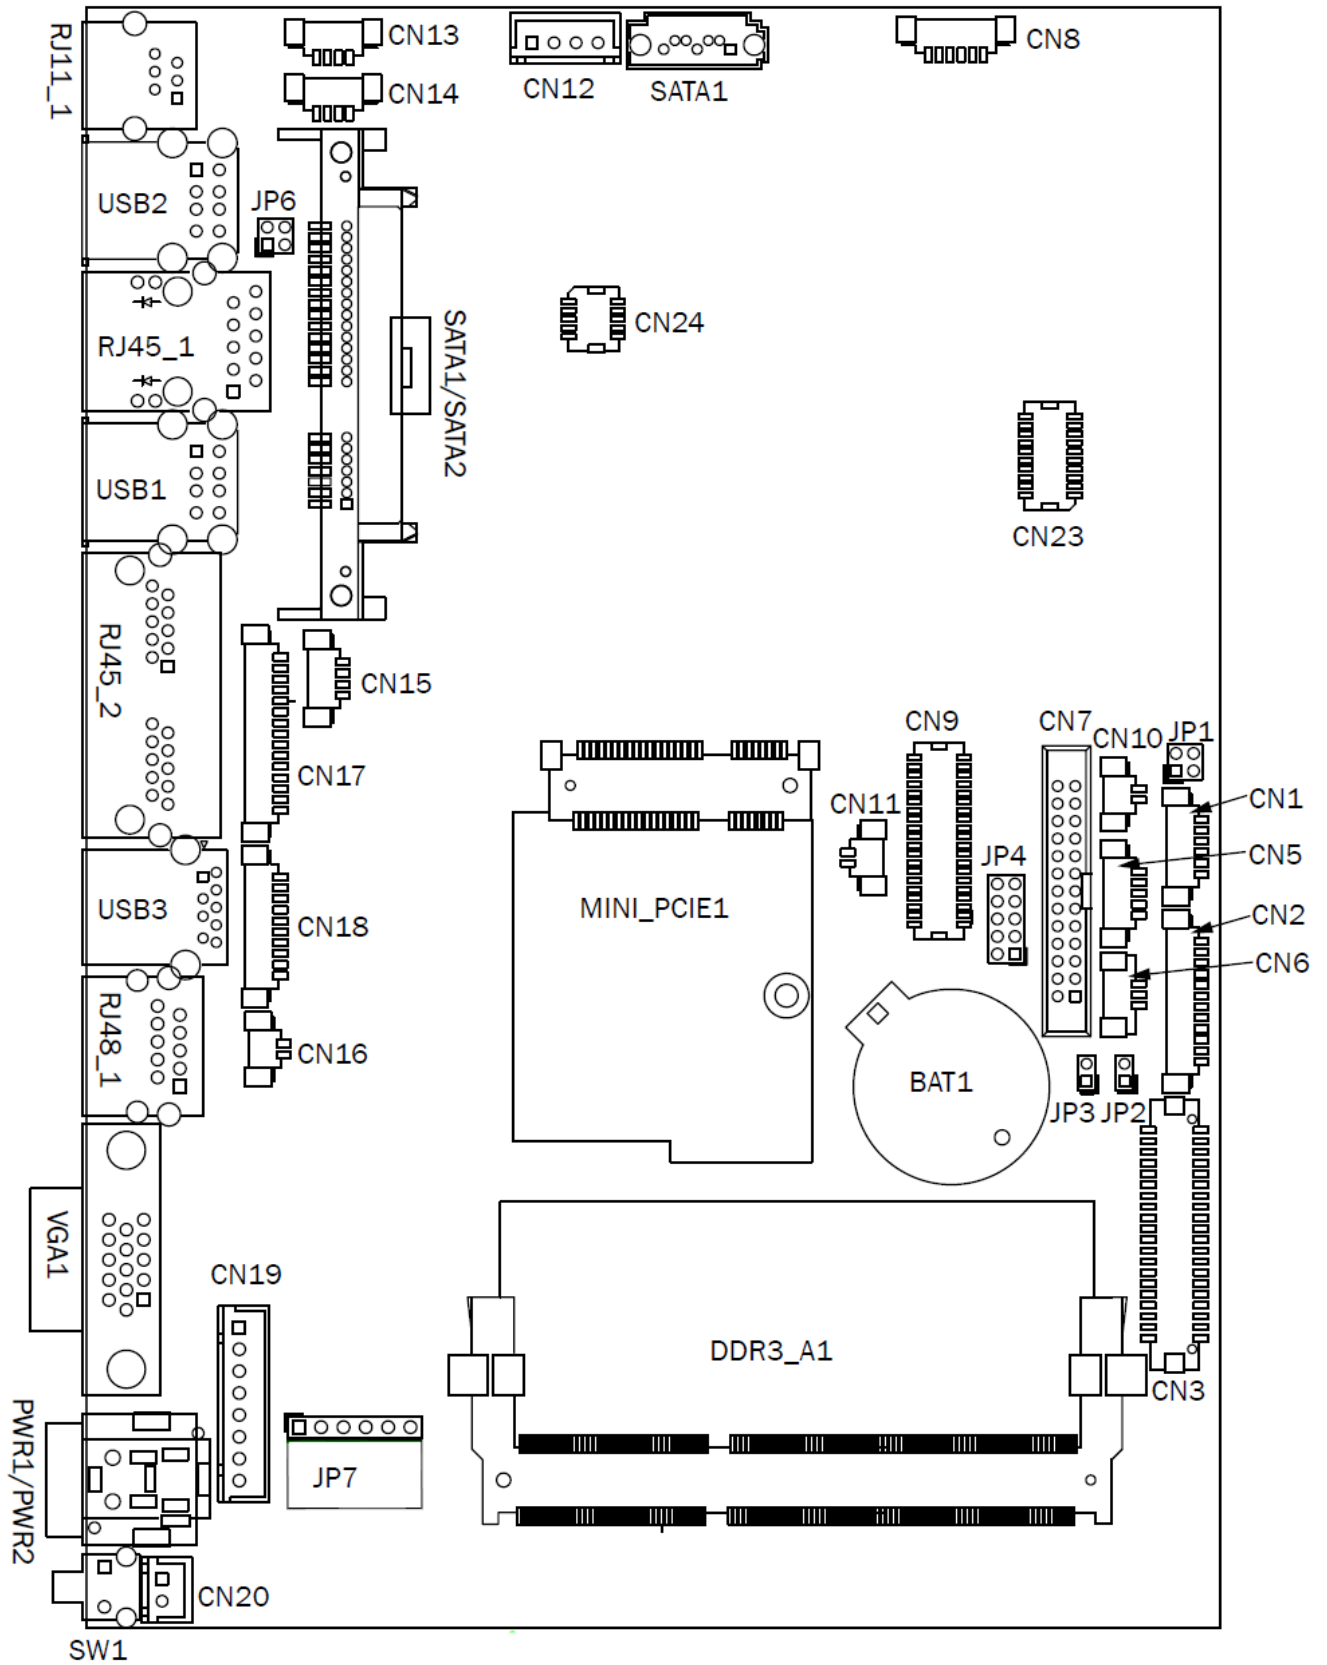 RJ11_1
CN13
CN14
CN12
SATA1
CN8
USB2
JP6
RJ45_1
SATA1/SATA2
CN24
CN23
USB1
RJ45_2
CN15
CN17
CN9
CN7
CN10
JP1
CN11
CN1
JP4
CN5
USB3
CN18
MINI_PCIE1
CN2
CN6
RJ48_1
CN16
BAT1
JP3
JP2
VGA1
CN19
DDR3_A1
CN3
PWR1/PWR2
JP7
CN20
SW1